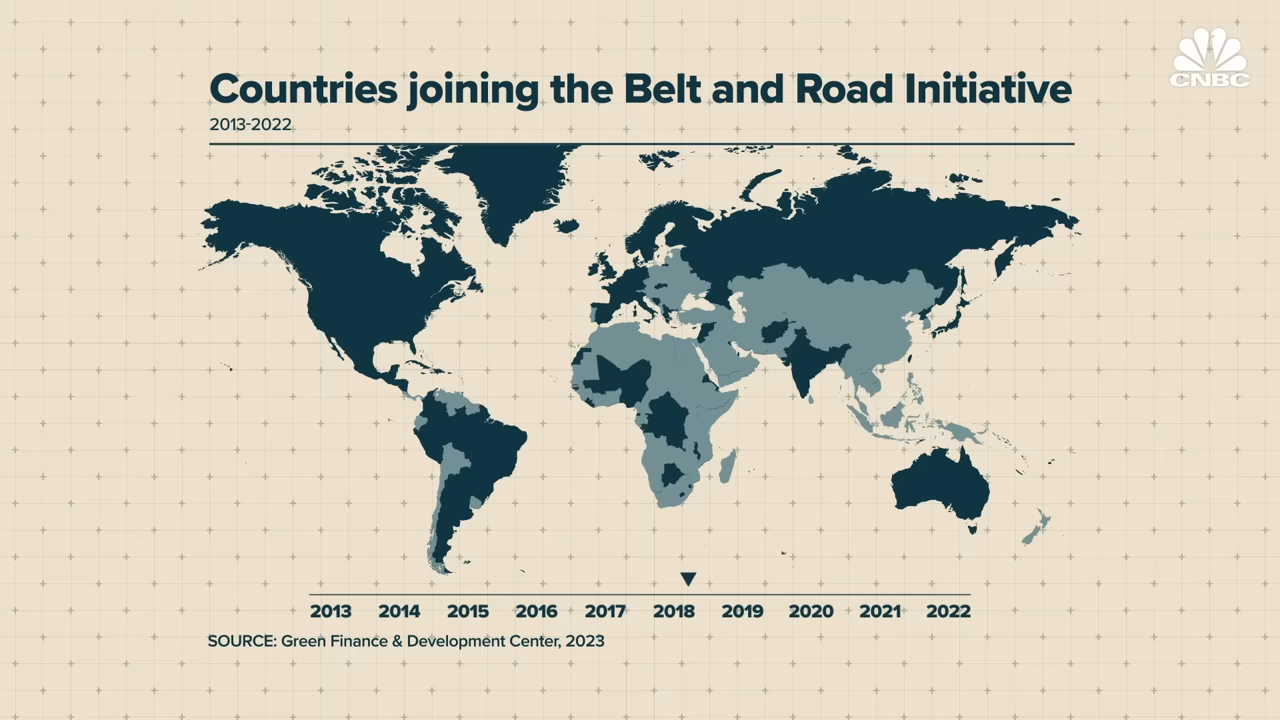 CNBC
Countries joining the Belt and Road Initiative
2013-2022
2013 2014 2015 2016 2017 2018 2019 2020 2021 2022
SOURCE: Green Finance & Development Center, 2023